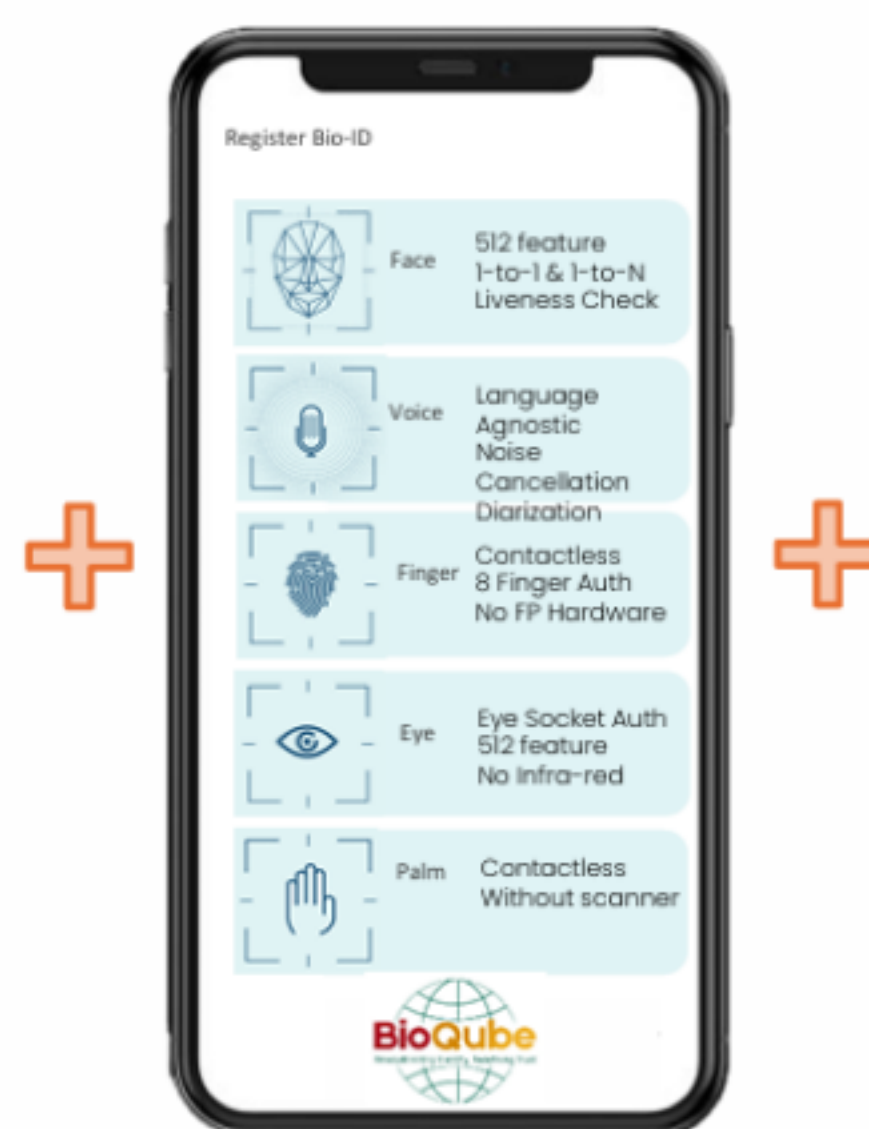 Register Bio-ID
Face
512 feature
1-to-1 & 1-to-N
Liveness Check
Voice
Language
Agnostic
Noise
Cancellation
Diarization
Finger
Contactless
8 Finger Auth
No FP Hardware
Eye
Eye Socket Auth
512 feature
No Infra-red
Palm
Contactless
Without scanner
BioQube